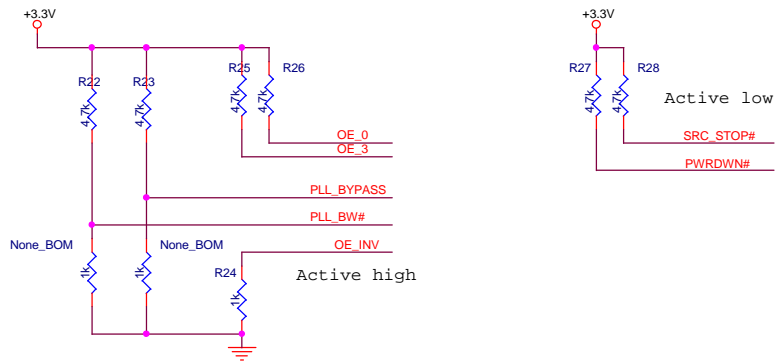 +3.3V
+3.3V
R22
R23
R25
R26
R27
R28
4.7k
4.7k
4.7k
4.7k
4.7k
4.7k
Active low
OE_0
SRC_STOP#
OE_3
PWRDWN#
PLL_BYPASS
PLL_BW#
None_BOM
None_BOM
OE_INV
R24
Active high
1k
1k
1k